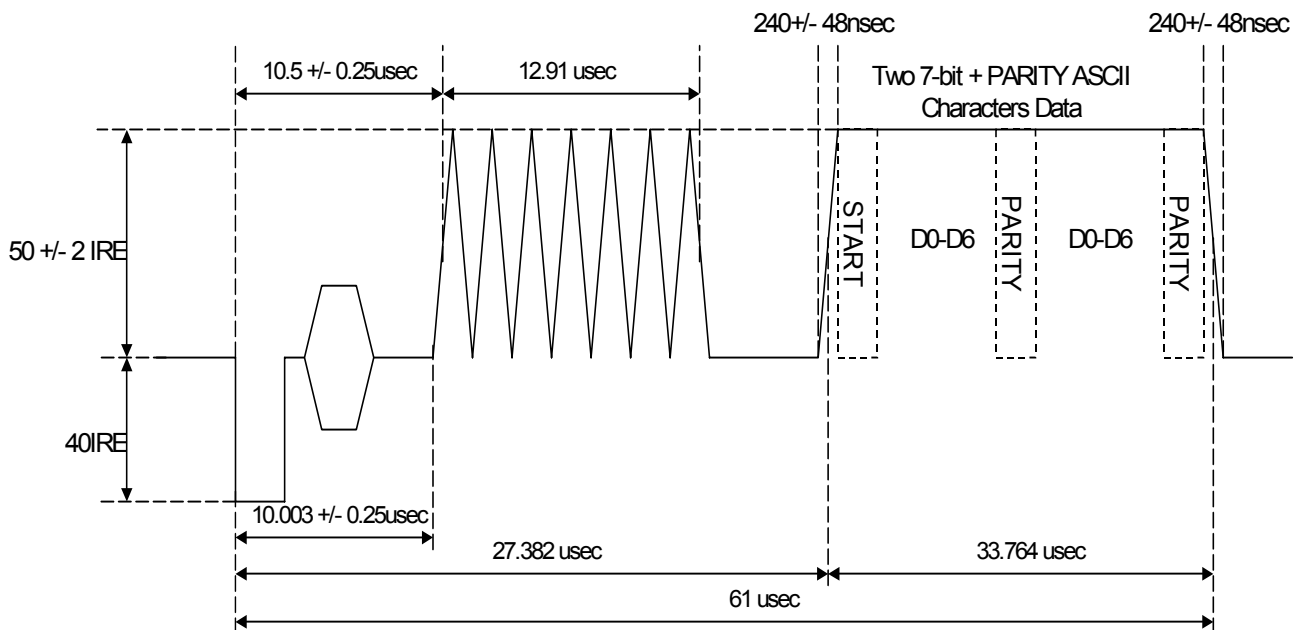 240+/- 48nsec
240+/- 48nsec
10.5 +/- 0.25usec
12.91 usec
Two 7-bit + PARITY ASCII
Characters Data
50 +/- 2 IRE
START
D0-D6
PARITY
D0-D6
PARITY
40IRE
10.003 +/- 0.25usec
27.382 usec
33.764 usec
61 usec